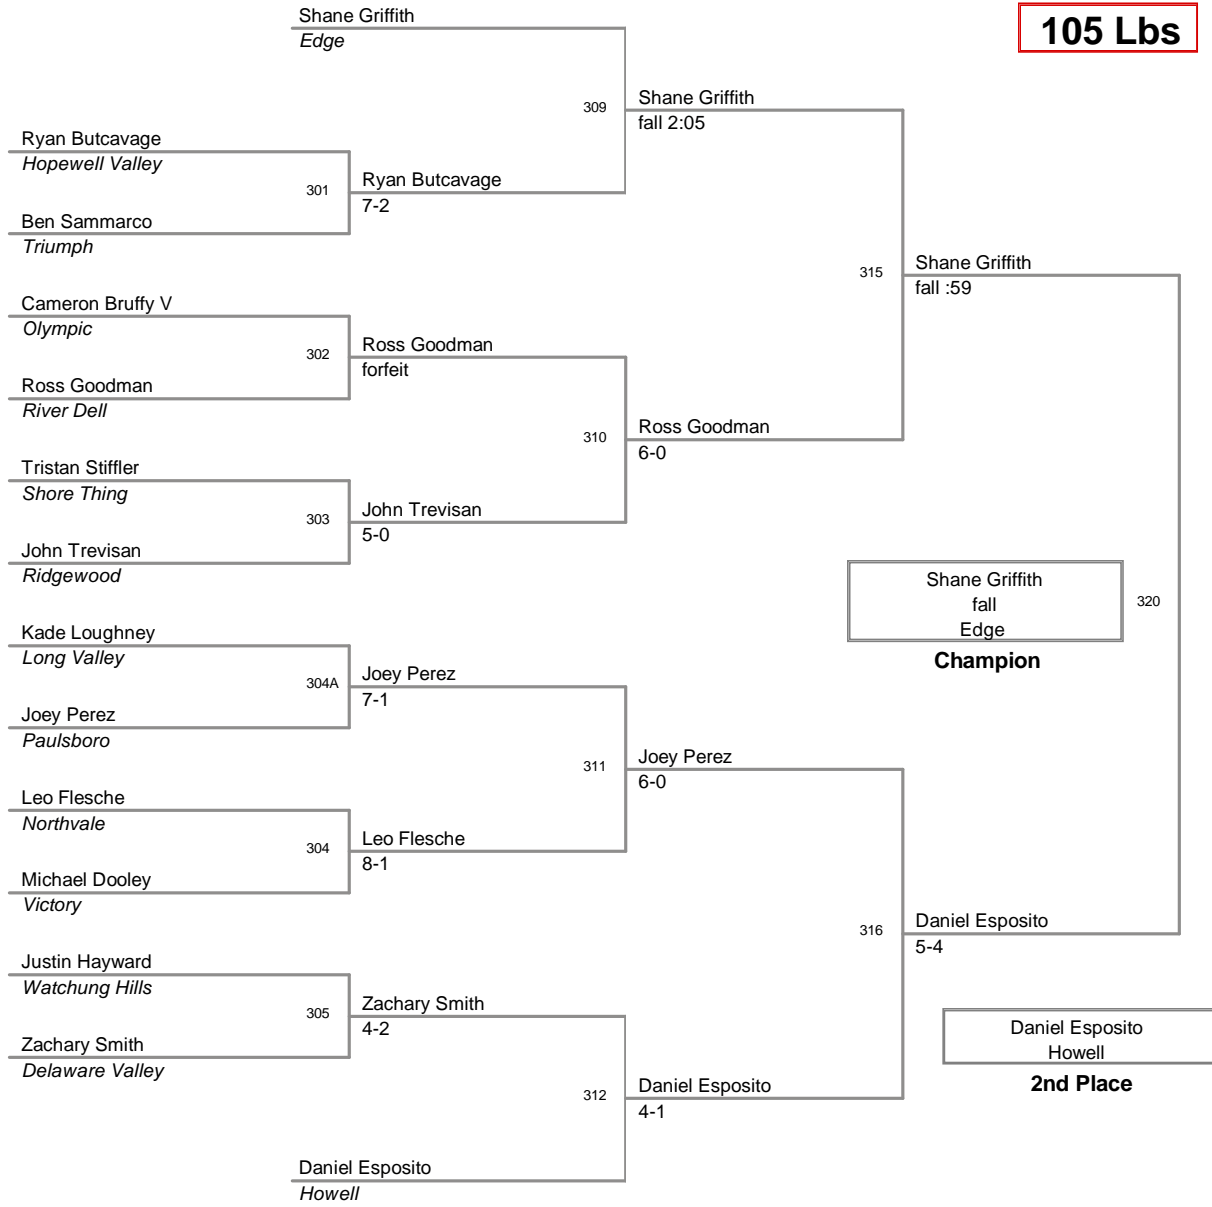 Shane Griffith
Edge
105 Lbs
309
Shane Griffith
fall 2:05
Ryan Butcavage
Hopewell Valley
301
Ryan Butcavage
7-2
Ben Sammarco
Triumph
315
Shane Griffith
fall :59
Cameron Bruffy V
Olympic
302
Ross Goodman
forfeit
Ross Goodman
River Dell
310
Ross Goodman
6-0
Tristan Stiffler
Shore Thing
303
John Trevisan
5-0
John Trevisan
Ridgewood
Shane Griffith
fall
Edge
320
Champion
Kade Loughney
Long Valley
304A
Joey Perez
7-1
Joey Perez
Paulsboro
311
Joey Perez
6-0
Leo Flesche
Northvale
304
Leo Flesche
8-1
Michael Dooley
Victory
316
Daniel Esposito
5-4
Justin Hayward
Watchung Hills
305
Zachary Smith
4-2
Zachary Smith
Delaware Valley
Daniel Esposito
Howell
2nd Place
312
Daniel Esposito
4-1
Daniel Esposito
Howell